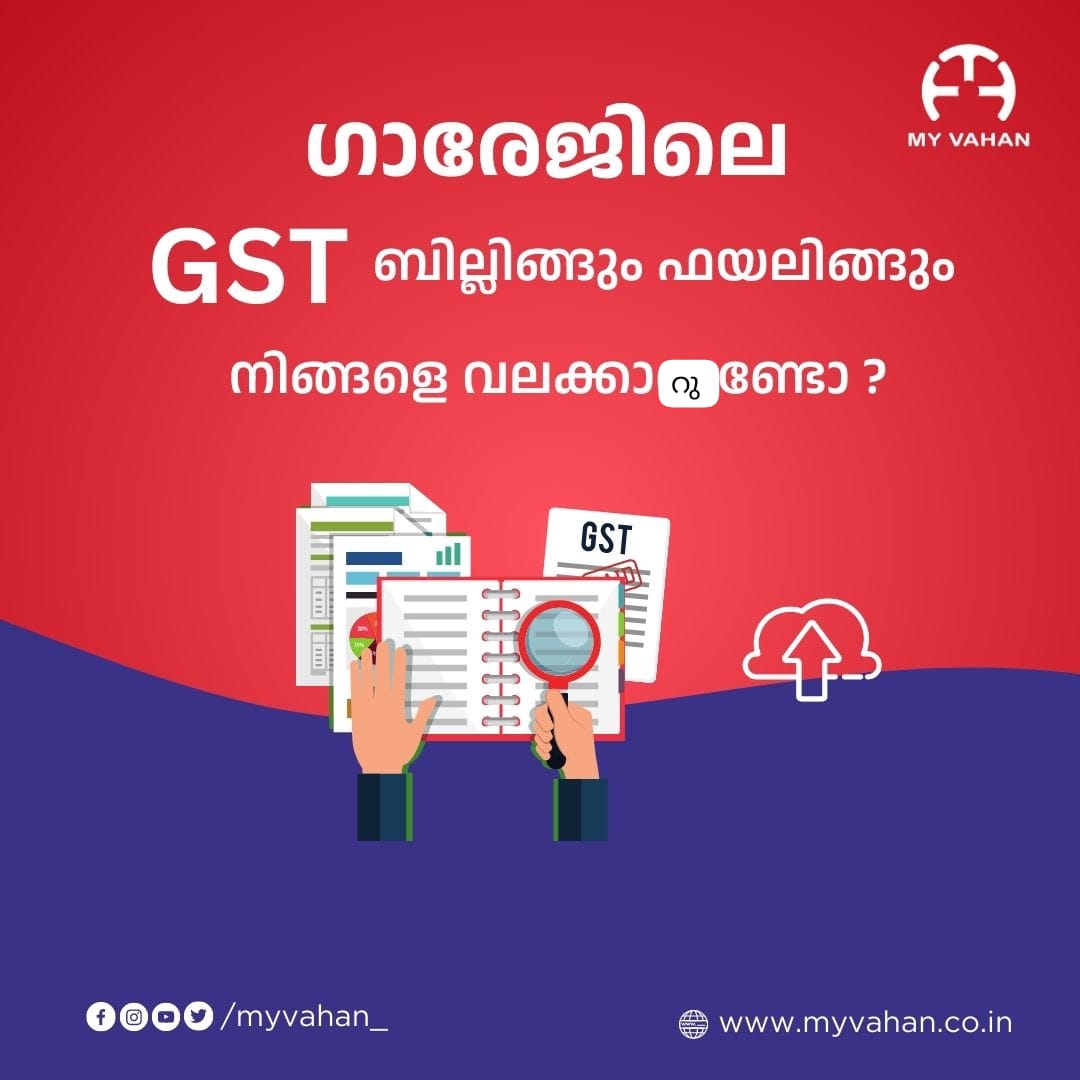 MY VAHAN
ഗാരേജിലെ
GST ബില്ലിങ്ങും ഫയലിങ്ങും
നിങ്ങളെ വലക്കാറുണ്ടോ ?
GST
/myvahan_
www.myvahan.co.in